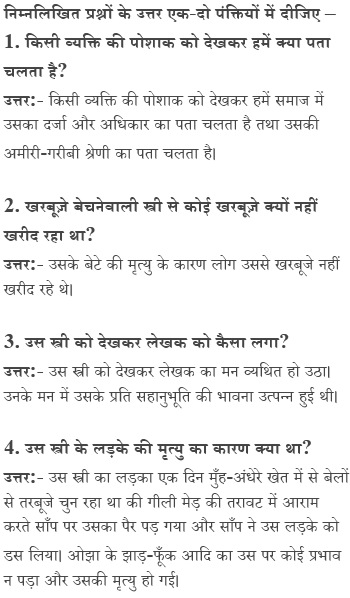 निम्नलिखित प्रश्नों के उत्तर एक-दो पंक्तियों में दीजिए –
1. किसी व्यक्ति की पोशाक को देखकर हमें क्या पता
चलता है?
उत्तर:- किसी व्यक्ति की पोशाक को देखकर हमें समाज में
उसका दर्जा और अधिकार का पता चलता है तथा उसकी
अमीरी-गरीबी श्रेणी का पता चलता है।
2. खरबूज़े बेचनेवाली स्त्री से कोई खरबूज़े क्यों नहीं
खरीद रहा था?
उत्तर:- उसके बेटे की मृत्यु के कारण लोग उससे खरबूजे नहीं
खरीद रहे थे।
3. उस स्त्री को देखकर लेखक को कैसा लगा?
उत्तर:- उस स्त्री को देखकर लेखक का मन व्यथित हो उठा।
उनके मन में उसके प्रति सहानुभूति की भावना उत्पन्न हुई थी।
4. उस स्त्री के लड़के की मृत्यु का कारण क्या था?
उत्तर:- उस स्त्री का लड़का एक दिन मुँह-अंधेरे खेत में से बेलों
से तरबूजे चुन रहा था की गीली मेड़ की तरावट में आराम
करते साँप पर उसका पैर पड़ गया और साँप ने उस लड़के को
डस लिया। ओझा के झाड़-फूँक आदि का उस पर कोई प्रभाव
न पड़ा और उसकी मृत्यु हो गई।